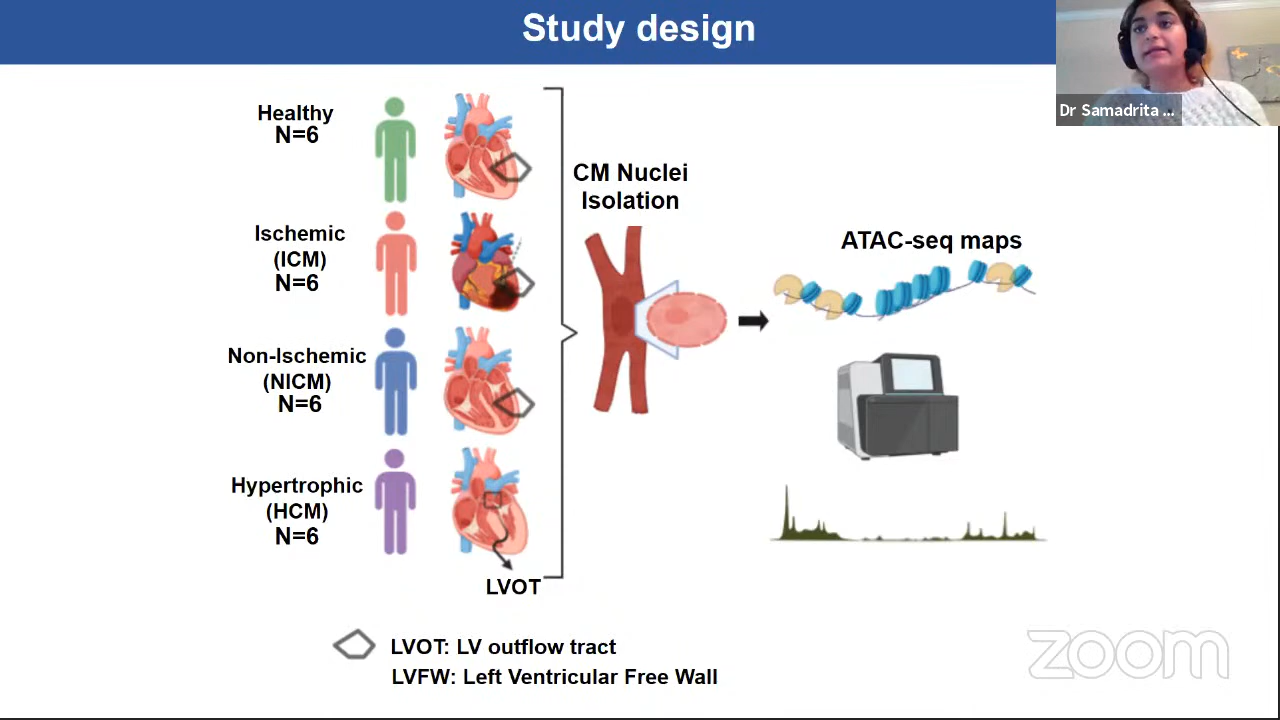 Study design
Dr Samadrita ...
Healthy
N=6
Ischemic
(ICM)
N=6
Non-Ischemic
(NICM)
N=6
Hypertrophic
(HCM)
N=6
LVOT
CM Nuclei
Isolation
ATAC-seq maps
LVOT: LV outflow tract
LVFW: Left Ventricular Free Wall
zoom